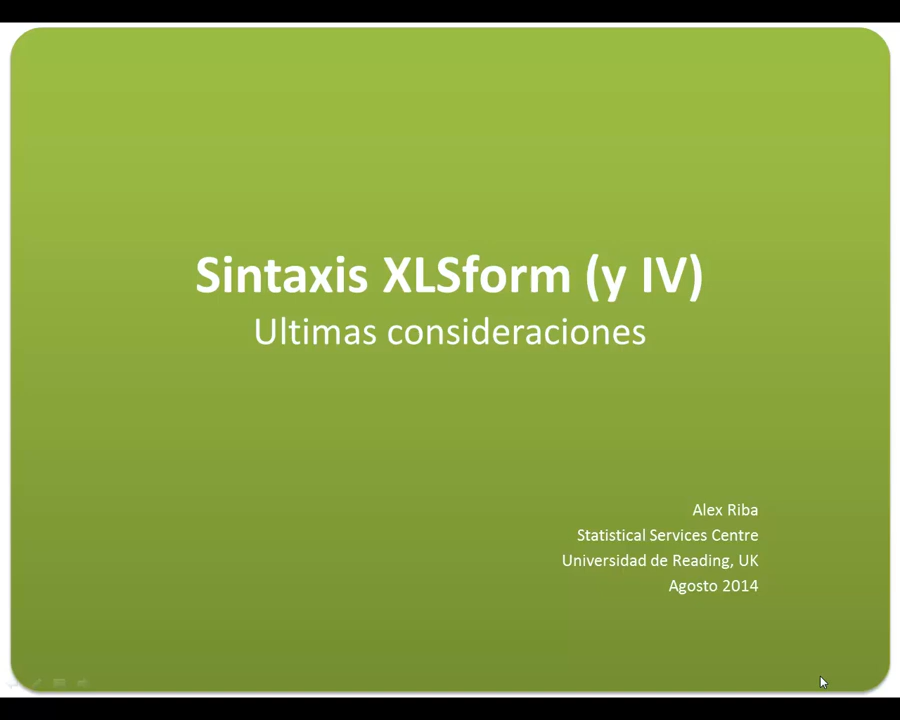 Sintaxis XLSform (y IV)
Ultimas consideraciones
Alex Riba
Statistical Services Centre
Universidad de Reading, UK
Agosto 2014